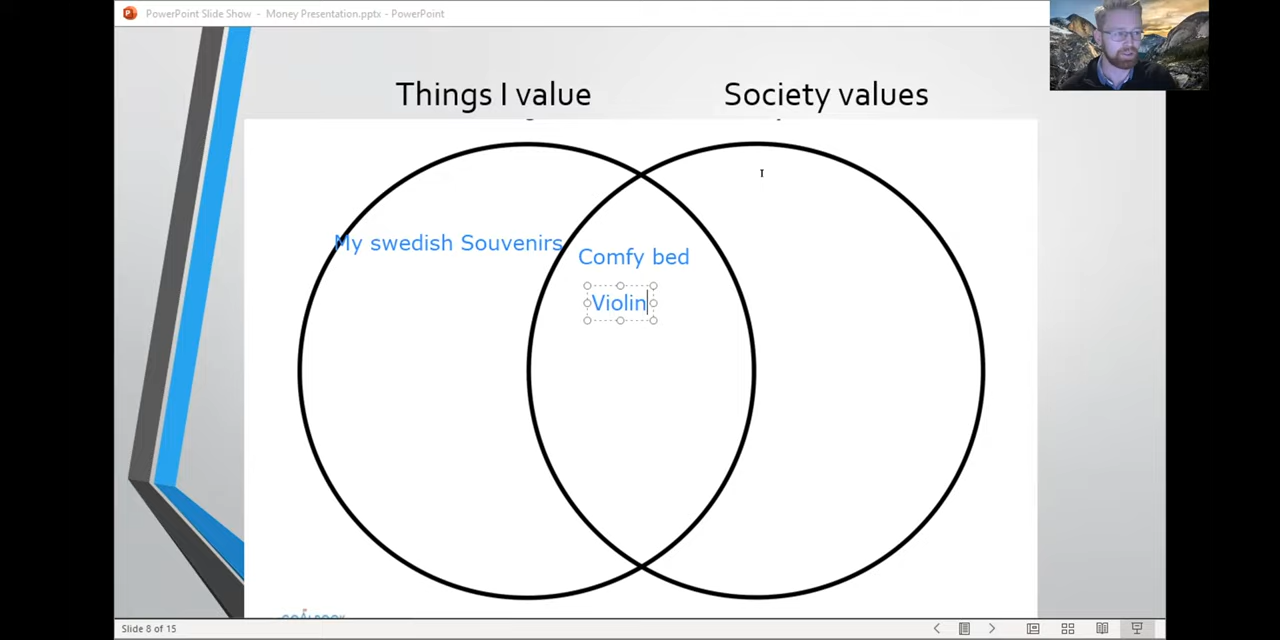 PowerPoint Slide Show - Money Presentation.pptx - PowerPoint
Things I value
Society values
My swedish Souvenirs
Comfy bed
Violin
Slide 8 of 15